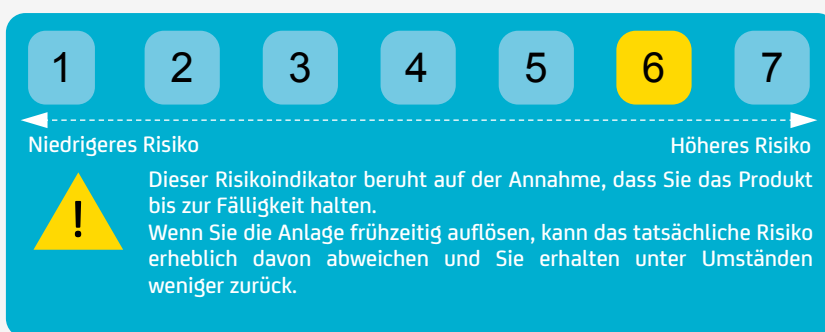 1 2 3 4 5 6 7
Niedrigeres Risiko Höheres Risiko
!
Dieser Risikoindikator beruht auf der Annahme, dass Sie das Produkt
bis zur Fälligkeit halten.
Wenn Sie die Anlage frühzeitig auflösen, kann das tatsächliche Risiko
erheblich davon abweichen und Sie erhalten unter Umständen
weniger zurück.